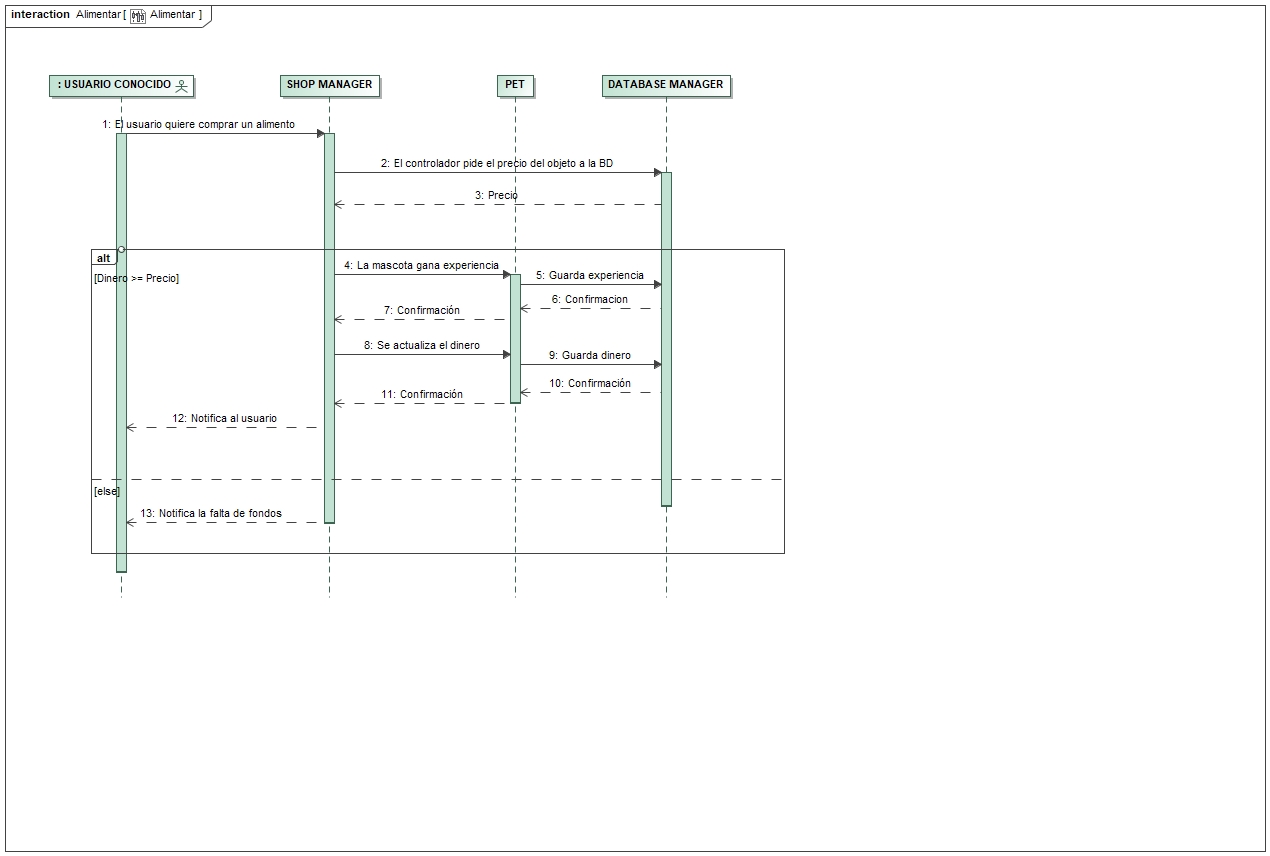 interaction Alimentar [ Alimentar ]
: USUARIO CONOCIDO
SHOP MANAGER
PET
DATABASE MANAGER
1: El usuario quiere comprar un alimento
2: El controlador pide el precio del objeto a la BD
3: Precio
alt
[Dinero >= Precio]
4: La mascota gana experiencia
5: Guarda experiencia
6: Confirmacion
7: Confirmación
8: Se actualiza el dinero
9: Guarda dinero
10: Confirmación
11: Confirmación
12: Notifica al usuario
[else]
13: Notifica la falta de fondos